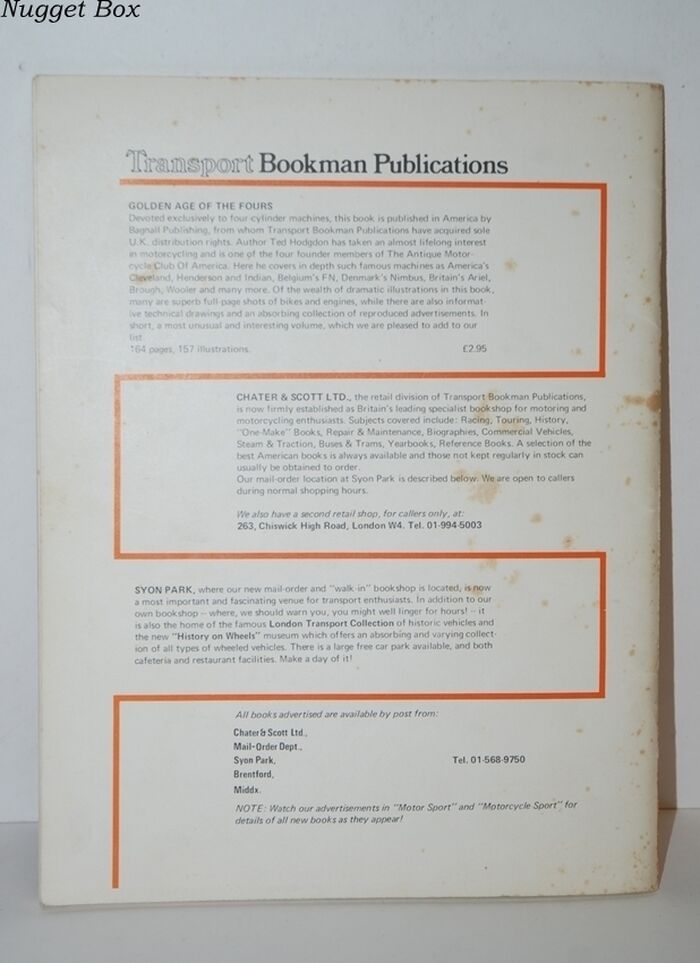 Nugget Box
Transport Bookman Publications
GOLDEN AGE OF THE FOURS
Devoted exclusively to four-cylinder machines, this book is published in America by
Bagnall Publishing, from whom Transport Bookman Publications have acquired sole
U.K. distribution rights. Author Ted Hodgdon has taken an almost lifelong interest
in motorcycling and is one of the four founder members of The Antique Motor-
cycle Club Of America. Here he covers in depth such famous machines as America's
Cleveland, Henderson and Indian, Belgium's FN, Denmark's Nimbus, Britain's Ariel,
Brough, Wooler and many more. Of the wealth of dramatic illustrations in this book,
many are superb full-page shots of bikes and engines, while there are also informat-
ive technical drawings and an absorbing collection of reproduced advertisements. In
short, a most unusual and interesting volume, which we are pleased to add to our
list.
164 pages, 157 illustrations. £2.95
CHATER & SCOTT LTD., the retail division of Transport Bookman Publications,
is now firmly established as Britain's leading specialist bookshop for motoring and
motorcycling enthusiasts. Subjects covered include: Racing, Touring, History,
"One-Make" Books, Repair & Maintenance, Biographies, Commercial Vehicles,
Steam & Traction, Buses & Trams, Yearbooks, Reference Books. A selection of the
best American books is always available and those not kept regularly in stock can
usually be obtained to order.
Our mail-order location at Syon Park is described below. We are open to callers
during normal shopping hours.
We also have a second retail shop, for callers only, at:
263, Chiswick High Road, London W4. Tel. 01-994-5003
SYON PARK, where our new mail-order and "walk-in" bookshop is located, is now
a most important and fascinating venue for transport enthusiasts. In addition to our
own bookshop – where, we should warn you, you might well linger for hours! – it
is also the home of the famous London Transport Collection of historic vehicles and
the new "History on Wheels" museum which offers an absorbing and varying collect-
ion of all types of wheeled vehicles. There is a large free car park available, and both
cafeteria and restaurant facilities. Make a day of it!
All books advertised are available by post from:
Chater & Scott Ltd.,
Mail-Order Dept.,
Syon Park, Tel. 01-568-9750
Brentford,
Middx.
NOTE: Watch our advertisements in "Motor Sport" and "Motorcycle Sport" for
details of all new books as they appear!